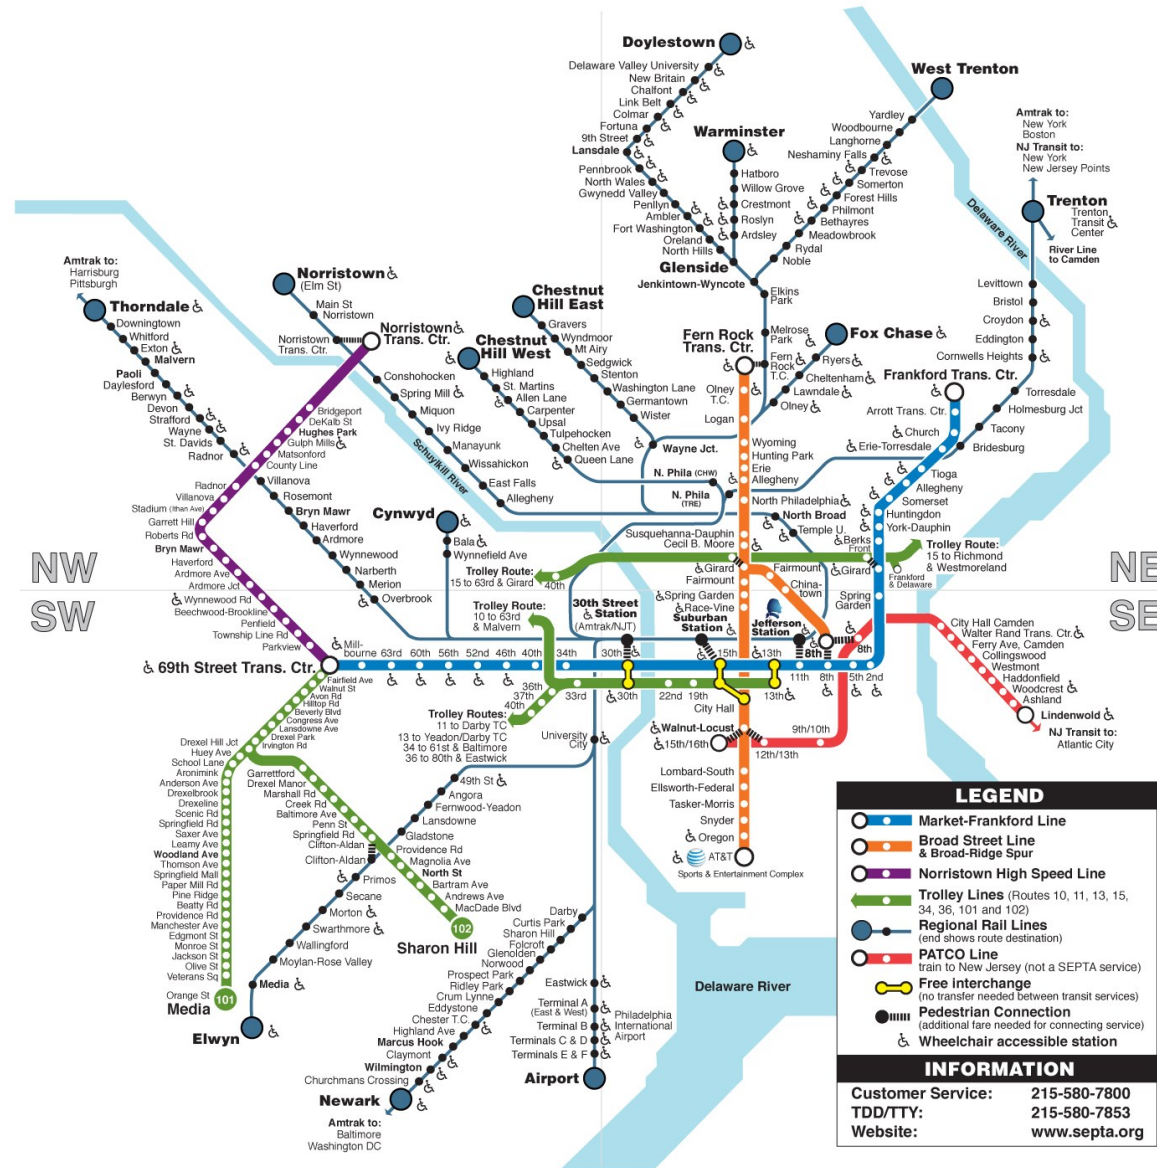 Doylestown
Delaware Valley University
New Britain
Chalfont
Link Belt
Colmar
Fortuna
9th Street
Lansdale
Pennbrook
North Wales
Gwynedd Valley
Penllyn
Ambler
Fort Washington
Oreland
North Hills
Warminster
Hatboro
Willow Grove
Crestmont
Roslyn
Ardsley
Glenside
Jenkintown-Wyncote
West Trenton
Yardley
Woodbourne
Langhorne
Neshaminy Falls
Trevose
Somerton
Forest Hills
Philmont
Bethayres
Meadowbrook
Rydal
Noble
Elkins
Park
Melrose
Park
Fern
Rock
T.C.
Amtrak to:
New York
Boston
NJ Transit to:
New York
New Jersey Points
Trenton
Trenton
Transit
Center
River Line
to Camden
Delaware River
Levittown
Bristol
Croydon
Eddington
Cornwells Heights
Torresdale
Holmesburg Jct
Tacony
Bridesburg
Amtrak to:
Harrisburg
Pittsburgh
Thorndale
Downingtown
Whitford
Exton
Malvern
Paoli
Daylesford
Berwyn
Devon
Strafford
Wayne
St. Davids
Radnor
Villanova
Rosemont
Bryn Mawr
Haverford
Ardmore
Wynnewood
Narberth
Merion
Overbrook
Norristown
(Elm St)
Main St
Norristown
Norristown
Trans. Ctr.
Norristown
Trans. Ctr.
Conshohocken
Spring Mill
Miquon
Ivy Ridge
Manayunk
Wissahickon
East Falls
Allegheny
Schuylkill River
Bridgeport
DeKalb St
Hughes Park
Gulph Mills
Matsonford
County Line
Radnor
Villanova
Stadium (Ithan Ave)
Garrett Hill
Roberts Rd
Bryn Mawr
Haverford
Ardmore Ave
Ardmore Jct
Wynnewood Rd
Beechwood-Brookline
Penfield
Township Line Rd
Parkview
69th Street Trans. Ctr.
Chestnut
Hill East
Gravers
Wyndmoor
Mt Airy
Sedgwick
Stenton
Washington Lane
Germantown
Wister
Wayne Jct.
Chestnut
Hill West
Highland
St. Martins
Allen Lane
Carpenter
Upsal
Tulpehocken
Chelten Ave
Queen Lane
N. Phila (CHW)
N. Phila
(TRE)
Cynwyd
Bala
Wynnefield Ave
Fox Chase
Ryers
Cheltenham
Lawndale
Olney
Fern Rock
Trans. Ctr.
Olney
T.C.
Logan
Wyoming
Hunting Park
Erie
Allegheny
North Philadelphia
North Broad
Temple U.
Susquehanna-Dauphin
Cecil B. Moore
Girard
Fairmount
Fairmount
China-
town
Spring Garden
Race-Vine
Frankford Trans. Ctr.
Arrott Trans. Ctr.
Church
Erie-Torresdale
Tioga
Allegheny
Somerset
Huntingdon
York-Dauphin
Berks
Front
Girard
Spring
Garden
Trolley Route:
15 to Richmond
& Westmoreland
Frankford
& Delaware
Trolley Route:
15 to 63rd & Girard
40th
Trolley Route:
10 to 63rd
& Malvern
30th Street
Station
(Amtrak/NJT)
Suburban
Station
Jefferson
Station
8th
8th
NW
SW
NE
SE
Mill-
bourne
63rd
60th
56th
52nd
46th
40th
34th
30th
15th
13th
11th
8th
5th
2nd
36th
37th
40th
33rd
30th
22nd
19th
13th
City Hall
Trolley Routes:
11 to Darby TC
13 to Yeadon/Darby TC
34 to 61st & Baltimore
36 to 80th & Eastwick
University
City
Walnut-Locust
15th/16th
12th/13th
9th/10th
Lombard-South
Ellsworth-Federal
Tasker-Morris
Snyder
Oregon
AT&T
Sports & Entertainment Complex
City Hall Camden
Walter Rand Trans. Ctr.
Ferry Ave, Camden
Collingswood
Westmont
Haddonfield
Woodcrest
Ashland
Lindenwold
NJ Transit to:
Atlantic City
Fairfield Ave
Walnut St
Avon Rd
Hilltop Rd
Beverly Blvd
Congress Ave
Lansdowne Ave
Drexel Park
Irvington Rd
Drexel Hill Jct
Huey Ave
School Lane
Aronimink
Anderson Ave
Drexelbrook
Drexeline
Scenic Rd
Springfield Rd
Saxer Ave
Leamy Ave
Woodland Ave
Thomson Ave
Springfield Mall
Paper Mill Rd
Pine Ridge
Beatty Rd
Providence Rd
Manchester Ave
Edgmont St
Monroe St
Jackson St
Olive St
Veterans Sq
Orange St
Media
101
Garrettford
Drexel Manor
Marshall Rd
Creek Rd
Baltimore Ave
Penn St
Springfield Rd
Clifton-Aldan
Providence Rd
Magnolia Ave
North St
Bartram Ave
Andrews Ave
MacDade Blvd
102
Sharon Hill
49th St
Angora
Fernwood-Yeadon
Lansdowne
Gladstone
Clifton-Aldan
Primos
Secane
Morton
Swarthmore
Wallingford
Moylan-Rose Valley
Media
Elwyn
Darby
Curtis Park
Sharon Hill
Folcroft
Glenolden
Norwood
Prospect Park
Ridley Park
Crum Lynne
Eddystone
Chester T.C.
Highland Ave
Marcus Hook
Claymont
Wilmington
Churchmans Crossing
Newark
Amtrak to:
Baltimore
Washington DC
Eastwick
Terminal A
(East & West)
Terminal B
Terminals C & D
Terminals E & F
Philadelphia
International
Airport
Airport
Delaware River
LEGEND
Market-Frankford Line
Broad Street Line
& Broad-Ridge Spur
Norristown High Speed Line
Trolley Lines (Routes 10, 11, 13, 15,
34, 36, 101 and 102)
Regional Rail Lines
(end shows route destination)
PATCO Line
train to New Jersey (not a SEPTA service)
Free interchange
(no transfer needed between transit services)
Pedestrian Connection
(additional fare needed for connecting service)
Wheelchair accessible station
INFORMATION
Customer Service: 215-580-7800
TDD/TTY: 215-580-7853
Website: www.septa.org